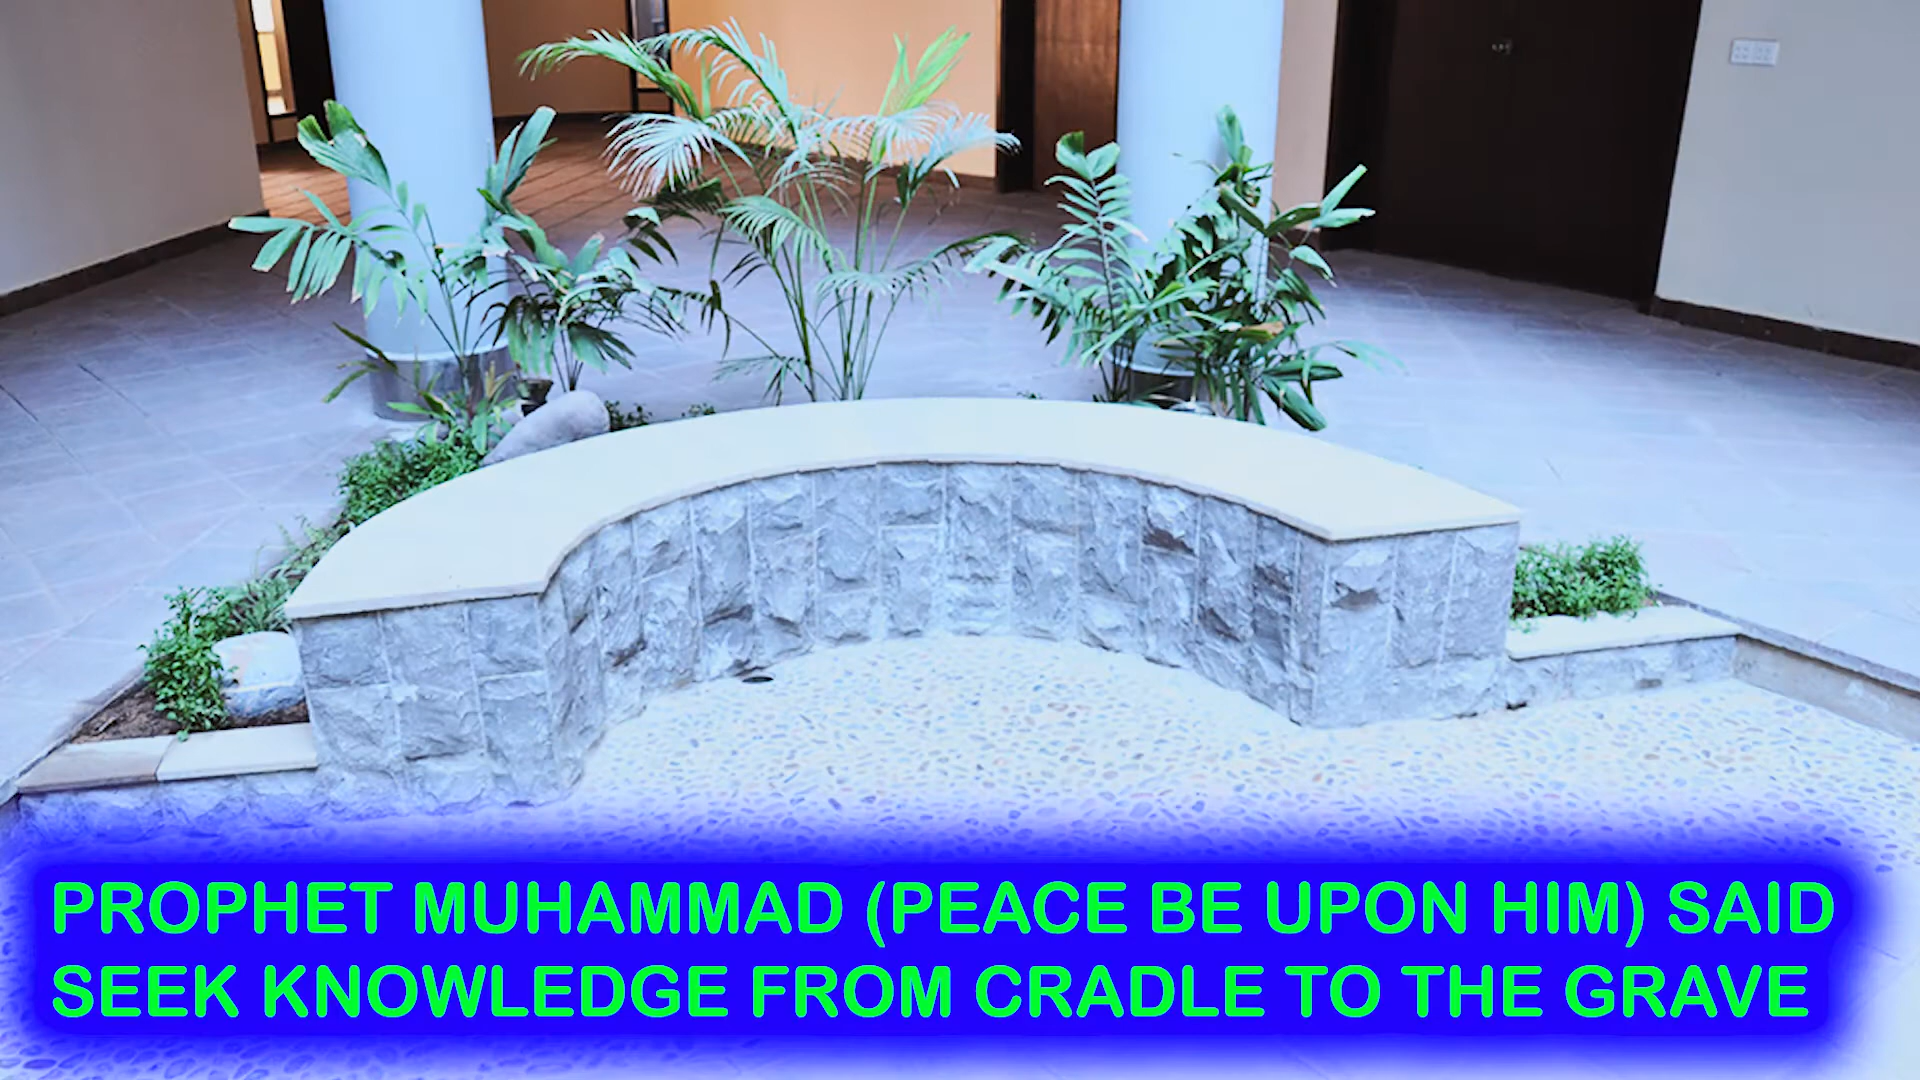 PROPHET MUHAMMAD (PEACE BE UPON HIM) SAID
SEEK KNOWLEDGE FROM CRADLE TO THE GRAVE